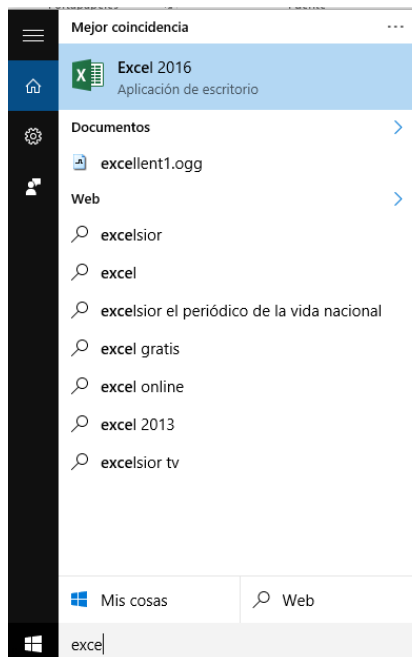 Mejor coincidencia
Excel 2016
Aplicación de escritorio
Documentos
excellent1.ogg
Web
excelsior
excel
excelsior el periódico de la vida nacional
excel gratis
excel online
excel 2013
excelsior tv
Mis cosas
Web
exce